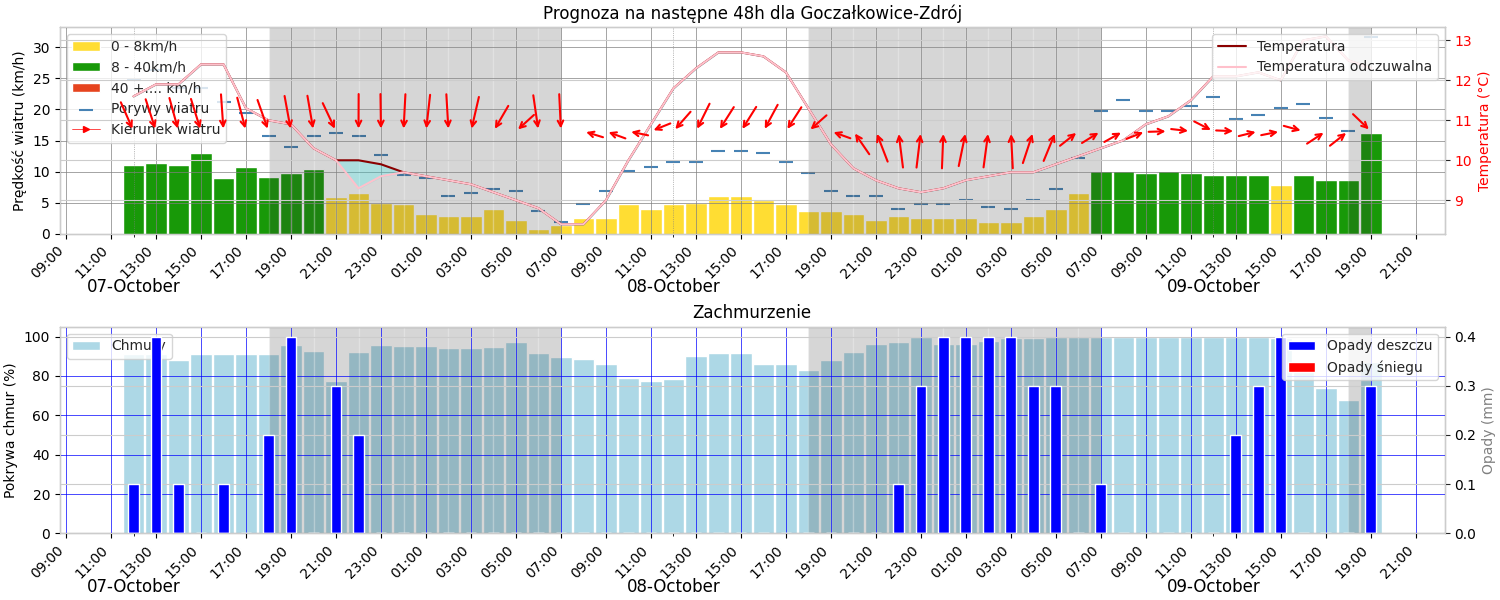 Prognoza na następne 48h dla Goczałkowice-Zdrój
Prędkość wiatru (km/h)
30
25
20
15
10
5
0
0 - 8km/h
8 - 40km/h
40 +.... km/h
Porywy wiatru
Kierunek wiatru
Temperatura
Temperatura odczuwalna
13
12
11
10
9
Temperatura (°C)
09:00 11:00 13:00 15:00 17:00 19:00 21:00 23:00 01:00 03:00 05:00 07:00 09:00 11:00 13:00 15:00 17:00 19:00 21:00 23:00 01:00 03:00 05:00 07:00 09:00 11:00 13:00 15:00 17:00 19:00 21:00
07-October 08-October 09-October
Zachmurzenie
Pokrywa chmur (%)
100
80
60
40
20
0
Chmury
Opady deszczu
Opady śniegu
0.4
0.3
0.2
0.1
0.0
Opady (mm)
09:00 11:00 13:00 15:00 17:00 19:00 21:00 23:00 01:00 03:00 05:00 07:00 09:00 11:00 13:00 15:00 17:00 19:00 21:00 23:00 01:00 03:00 05:00 07:00 09:00 11:00 13:00 15:00 17:00 19:00 21:00
07-October 08-October 09-October